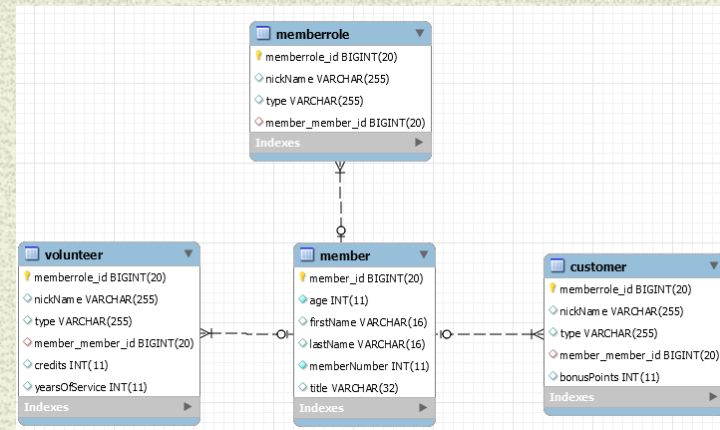 memberrole
memberrole_id BIGINT(20)
nickName VARCHAR(255)
type VARCHAR(255)
member_member_id BIGINT(20)
Indexes
volunteer
memberrole_id BIGINT(20)
nickName VARCHAR(255)
type VARCHAR(255)
member_member_id BIGINT(20)
credits INT(11)
yearsOfService INT(11)
Indexes
member
member_id BIGINT(20)
age INT(11)
firstName VARCHAR(16)
lastName VARCHAR(16)
memberNumber INT(11)
title VARCHAR(32)
Indexes
customer
memberrole_id BIGINT(20)
nickName VARCHAR(255)
type VARCHAR(255)
member_member_id BIGINT(20)
bonusPoints INT(11)
Indexes